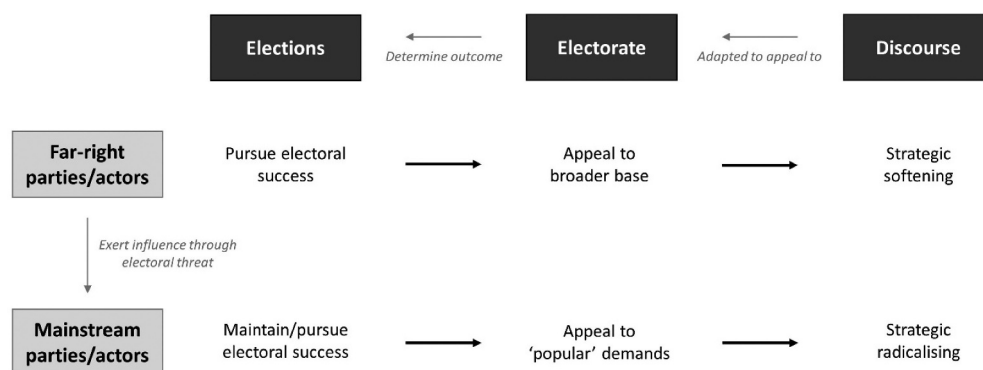 Elections
Electorate
Discourse
Determine outcome
Adapted to appeal to
Far-right
parties/actors
Pursue electoral
success
Appeal to
broader base
Strategic
softening
Exert influence through
electoral threat
Mainstream
parties/actors
Maintain/pursue
electoral success
Appeal to
‘popular’ demands
Strategic
radicalising